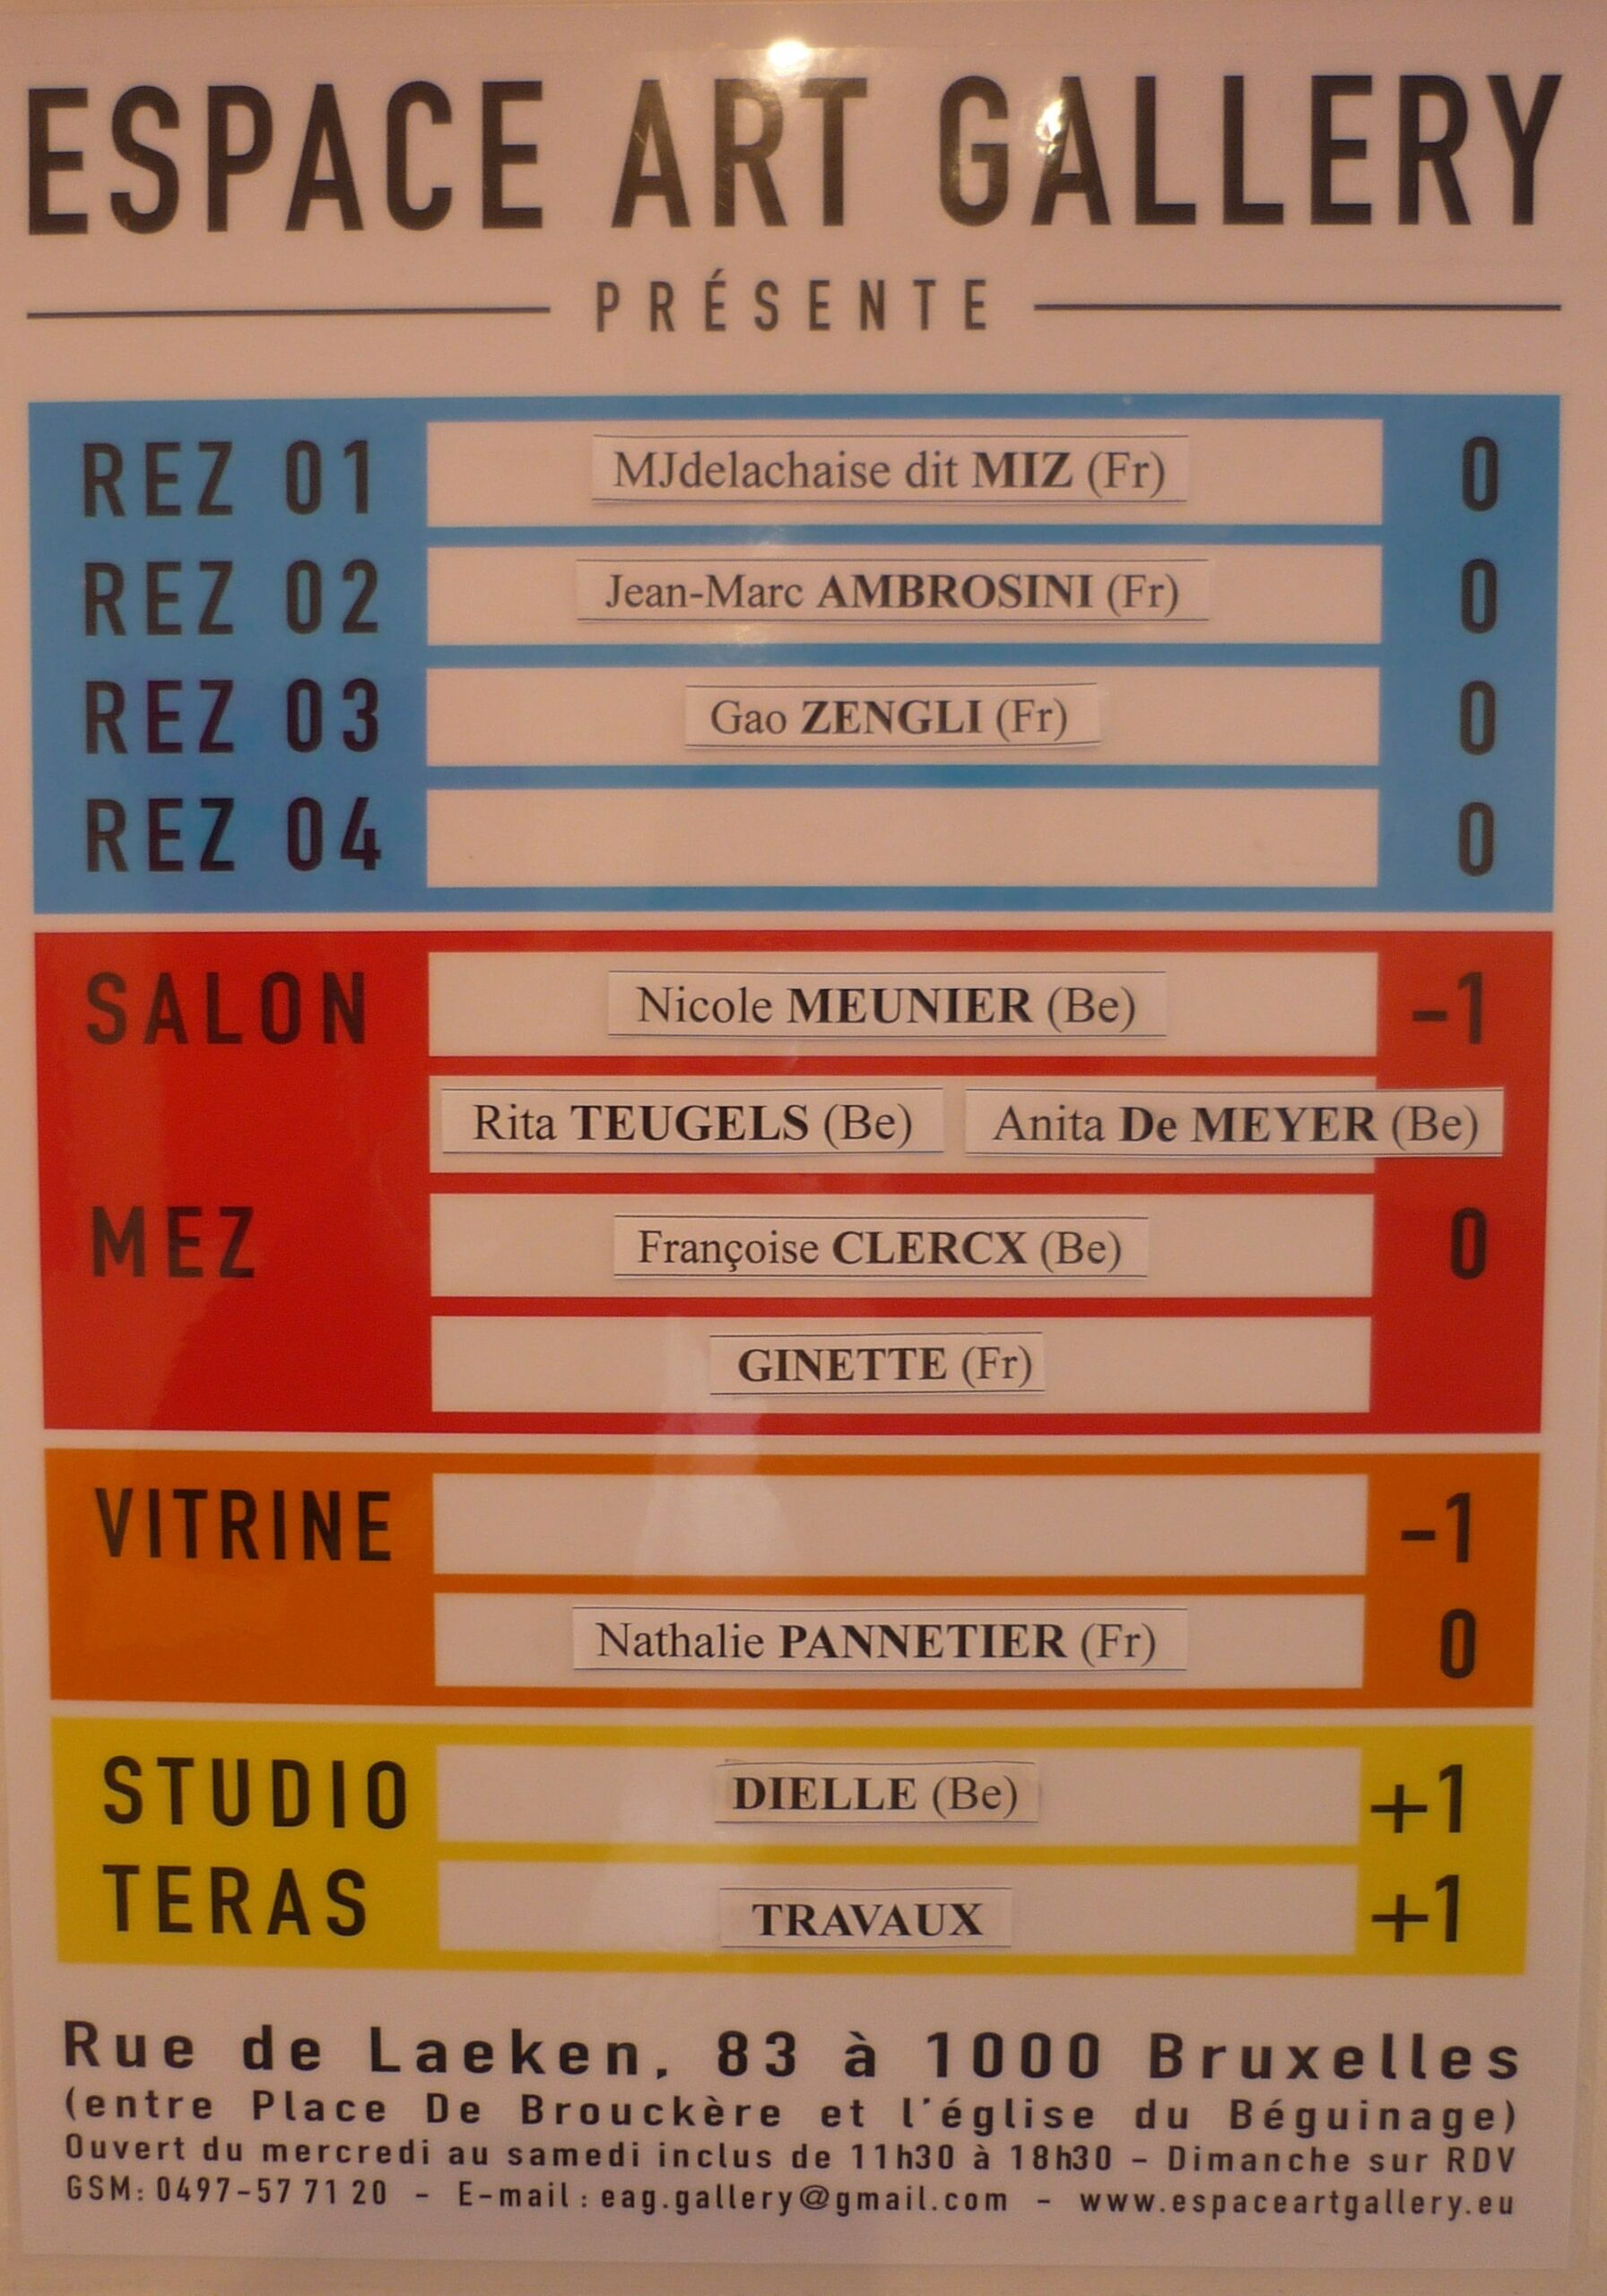 ESPACE ART GALLERY
PRÉSENTE
REZ 01 MJdelachaise dit MIZ (Fr) 0
REZ 02 Jean-Marc AMBROSINI (Fr) 0
REZ 03 Gao ZENGLI (Fr) 0
REZ 04 0
SALON Nicole MEUNIER (Be) -1
Rita TEUGELS (Be) Anita De MEYER (Be)
MEZ Françoise CLERCX (Be) 0
GINETTE (Fr)
VITRINE -1
Nathalie PANNETIER (Fr) 0
STUDIO DIELLE (Be) +1
TERAS TRAVAUX +1
Rue de Laeken, 83 à 1000 Bruxelles
(entre Place De Brouckère et l'église du Béguinage)
Ouvert du mercredi au samedi inclus de 11h30 à 18h30 - Dimanche sur RDV
GSM: 0497-57 71 20 - E-mail : eag.gallery@gmail.com - www.espaceartgallery.eu